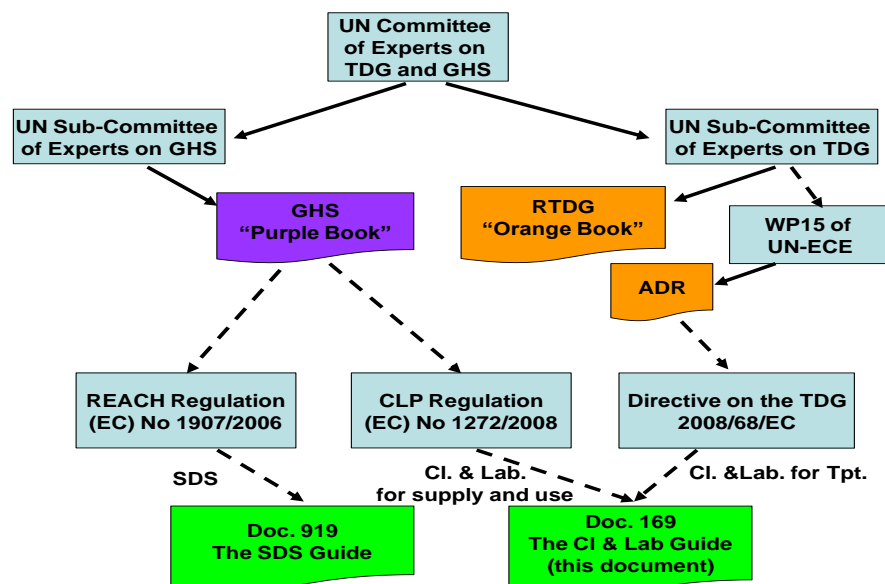 UN Committee
of Experts on
TDG and GHS
UN Sub-Committee
of Experts on GHS
UN Sub-Committee
of Experts on TDG
GHS
“Purple Book”
RTDG
“Orange Book”
WP15 of
UN-ECE
ADR
REACH Regulation
(EC) No 1907/2006
CLP Regulation
(EC) No 1272/2008
Directive on the TDG
2008/68/EC
SDS
Cl. & Lab.
for supply and use
Cl. &Lab. for Tpt.
Doc. 919
The SDS Guide
Doc. 169
The Cl & Lab Guide
(this document)